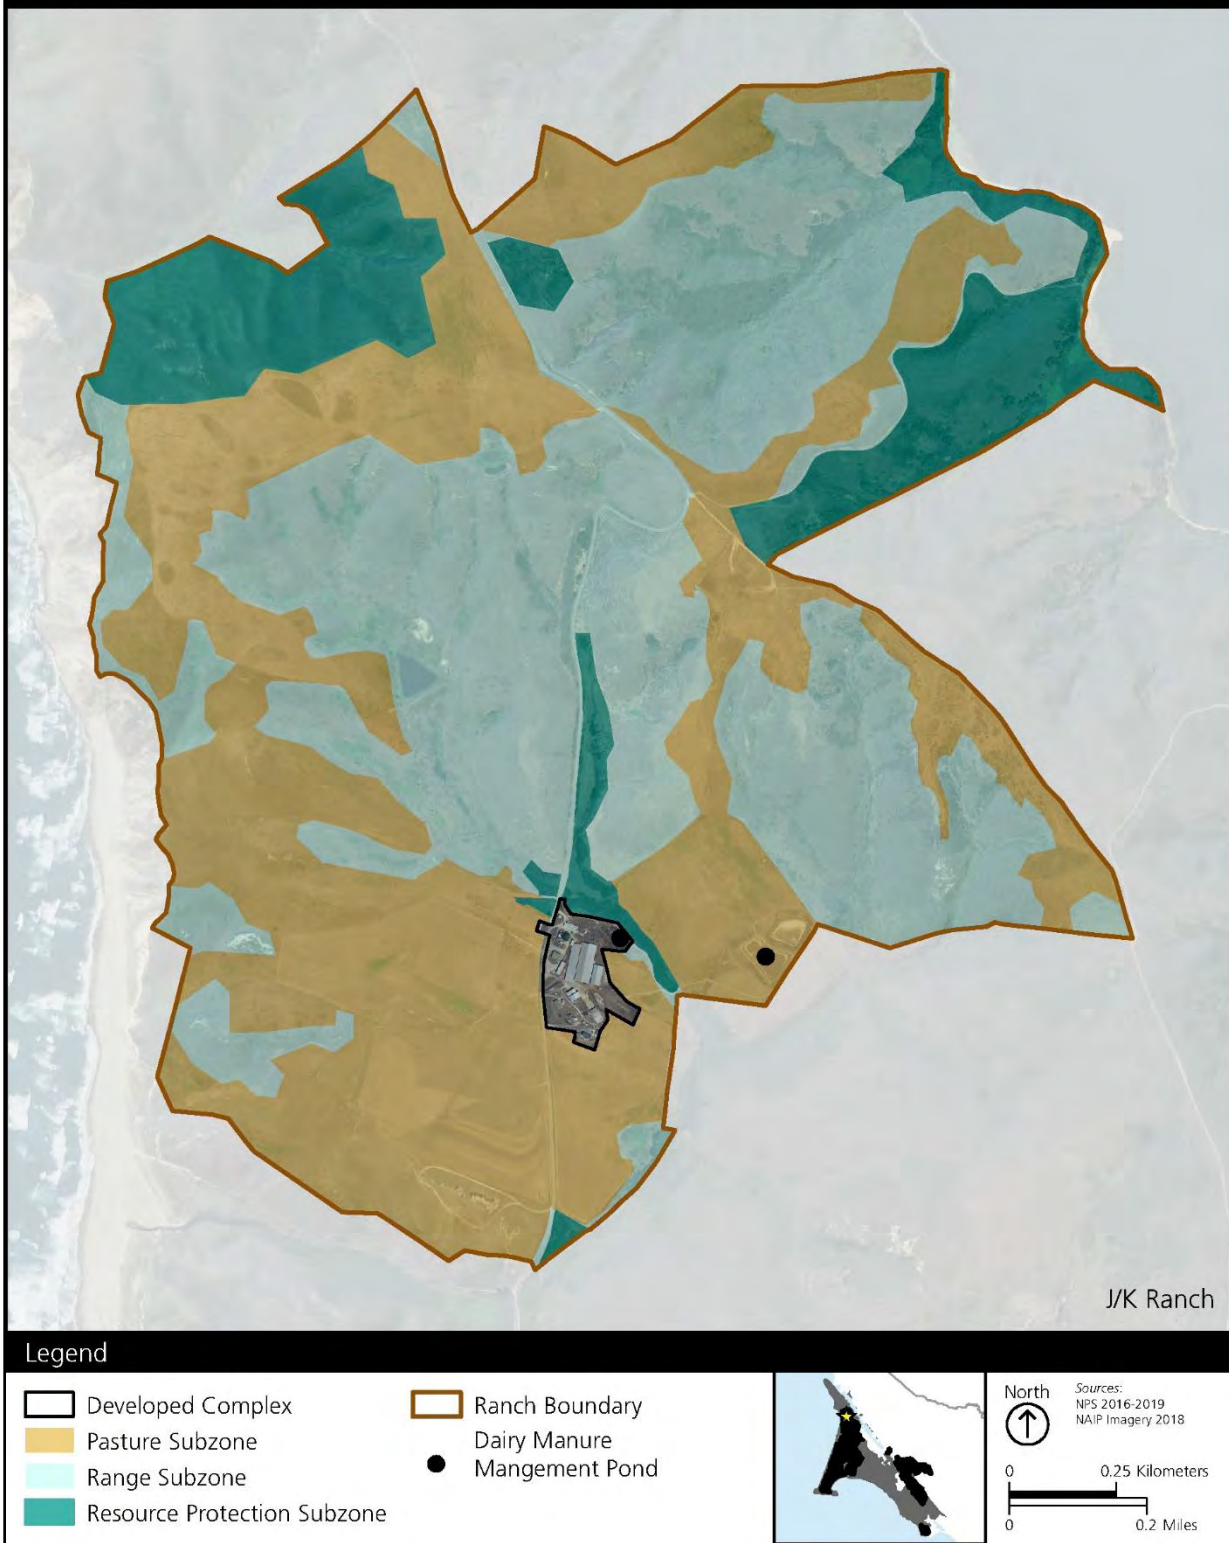 J/K Ranch
Legend
Developed Complex
Pasture Subzone
Range Subzone
Resource Protection Subzone
Ranch Boundary
Dairy Manure
Mangement Pond
North
Sources:
NPS 2016-2019
NAIP Imagery 2018
0 0.25 Kilometers
0 0.2 Miles